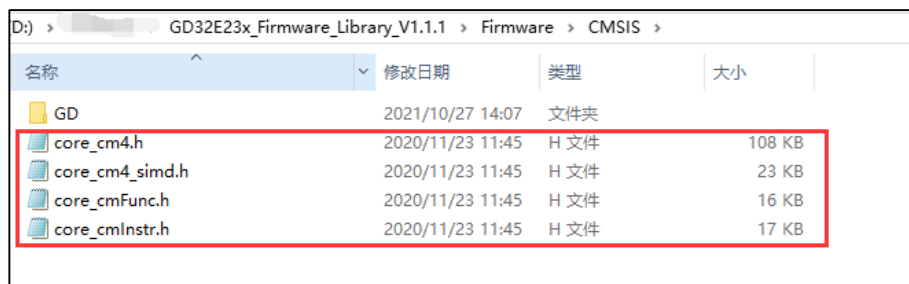 D:) › GD32E23x_Firmware_Library_V1.1.1 › Firmware › CMSIS ›
名称 修改日期 类型 大小
GD 2021/10/27 14:07 文件夹
core_cm4.h 2020/11/23 11:45 H 文件 108 KB
core_cm4_simd.h 2020/11/23 11:45 H 文件 23 KB
core_cmFunc.h 2020/11/23 11:45 H 文件 16 KB
core_cmInstr.h 2020/11/23 11:45 H 文件 17 KB